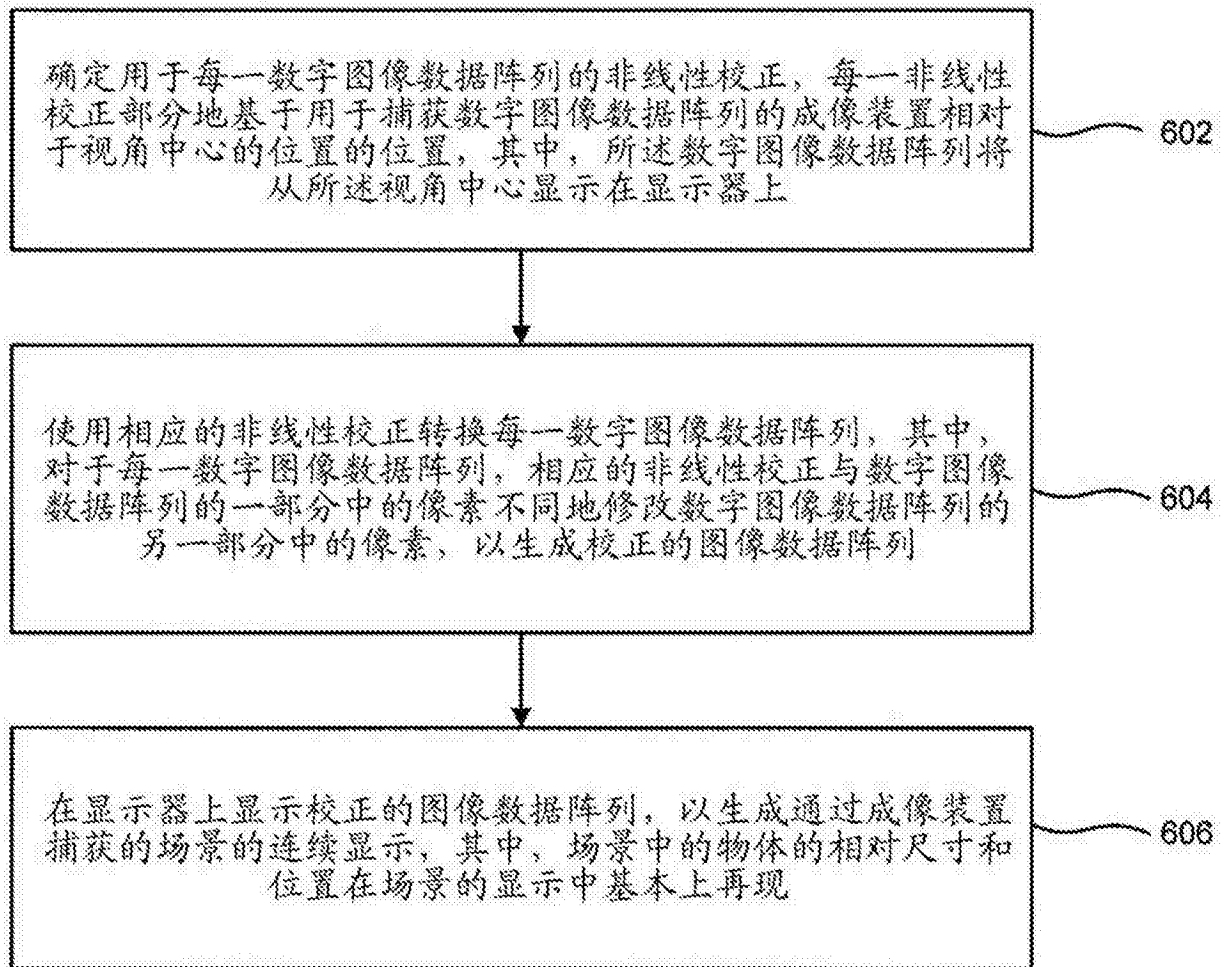 确定用于每一数字图像数据阵列的非线性校正，每一非线性
校正部分地基于用于捕获数字图像数据阵列的成像装置相对
于视角中心的位置的位置，其中，所述数字图像数据阵列将
从所述视角中心显示在显示器上
602
使用相应的非线性校正转换每一数字图像数据阵列，其中，
对于每一数字图像数据阵列，相应的非线性校正与数字图像
数据阵列的一部分中的像素不同地修改数字图像数据阵列的
另一部分中的像素，以生成校正的图像数据阵列
604
在显示器上显示校正的图像数据阵列，以生成通过成像装置
捕获的场景的连续显示，其中，场景中的物体的相对尺寸和
位置在场景的显示中基本上再现
606